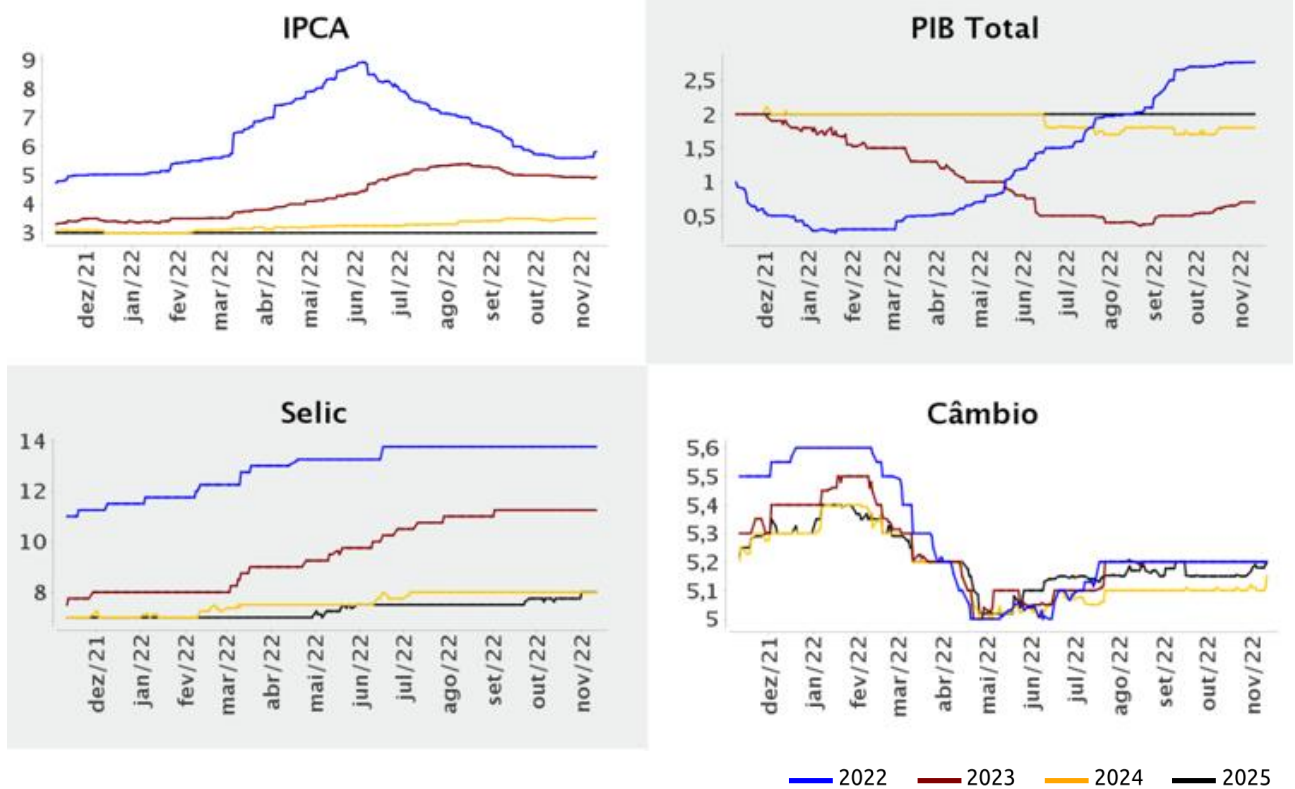 IPCA
9
8
7
6
5
4
3
dez/21
jan/22
fev/22
mar/22
abr/22
mai/22
jun/22
jul/22
ago/22
set/22
out/22
nov/22
PIB Total
2,5
2
1,5
1
0,5
dez/21
jan/22
fev/22
mar/22
abr/22
mai/22
jun/22
jul/22
ago/22
set/22
out/22
nov/22
Selic
14
12
10
8
dez/21
jan/22
fev/22
mar/22
abr/22
mai/22
jun/22
jul/22
ago/22
set/22
out/22
nov/22
Câmbio
5,6
5,5
5,4
5,3
5,2
5,1
5
dez/21
jan/22
fev/22
mar/22
abr/22
mai/22
jun/22
jul/22
ago/22
set/22
out/22
nov/22
2022 2023 2024 2025